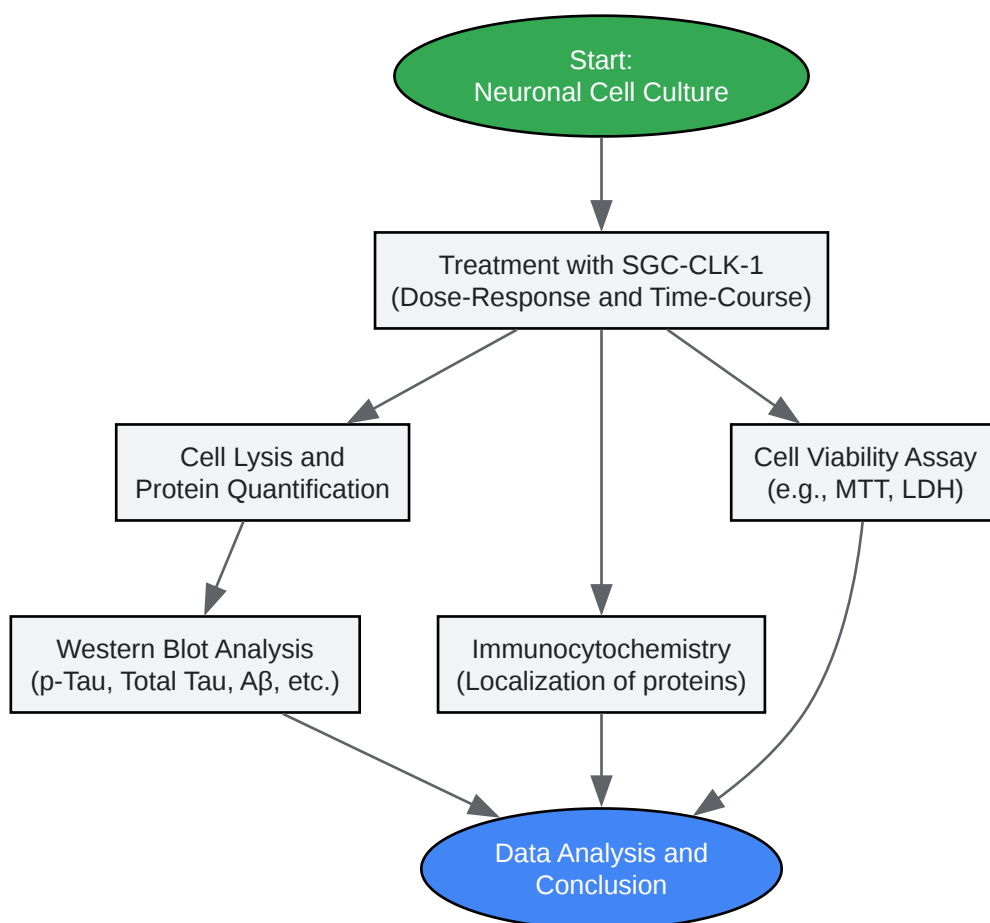 Start:
Neuronal Cell Culture
Treatment with SGC-CLK-1
(Dose-Response and Time-Course)
Cell Lysis and
Protein Quantification
Cell Viability Assay
(e.g., MTT, LDH)
Western Blot Analysis
(p-Tau, Total Tau, Aβ, etc.)
Immunocytochemistry
(Localization of proteins)
Data Analysis and
Conclusion